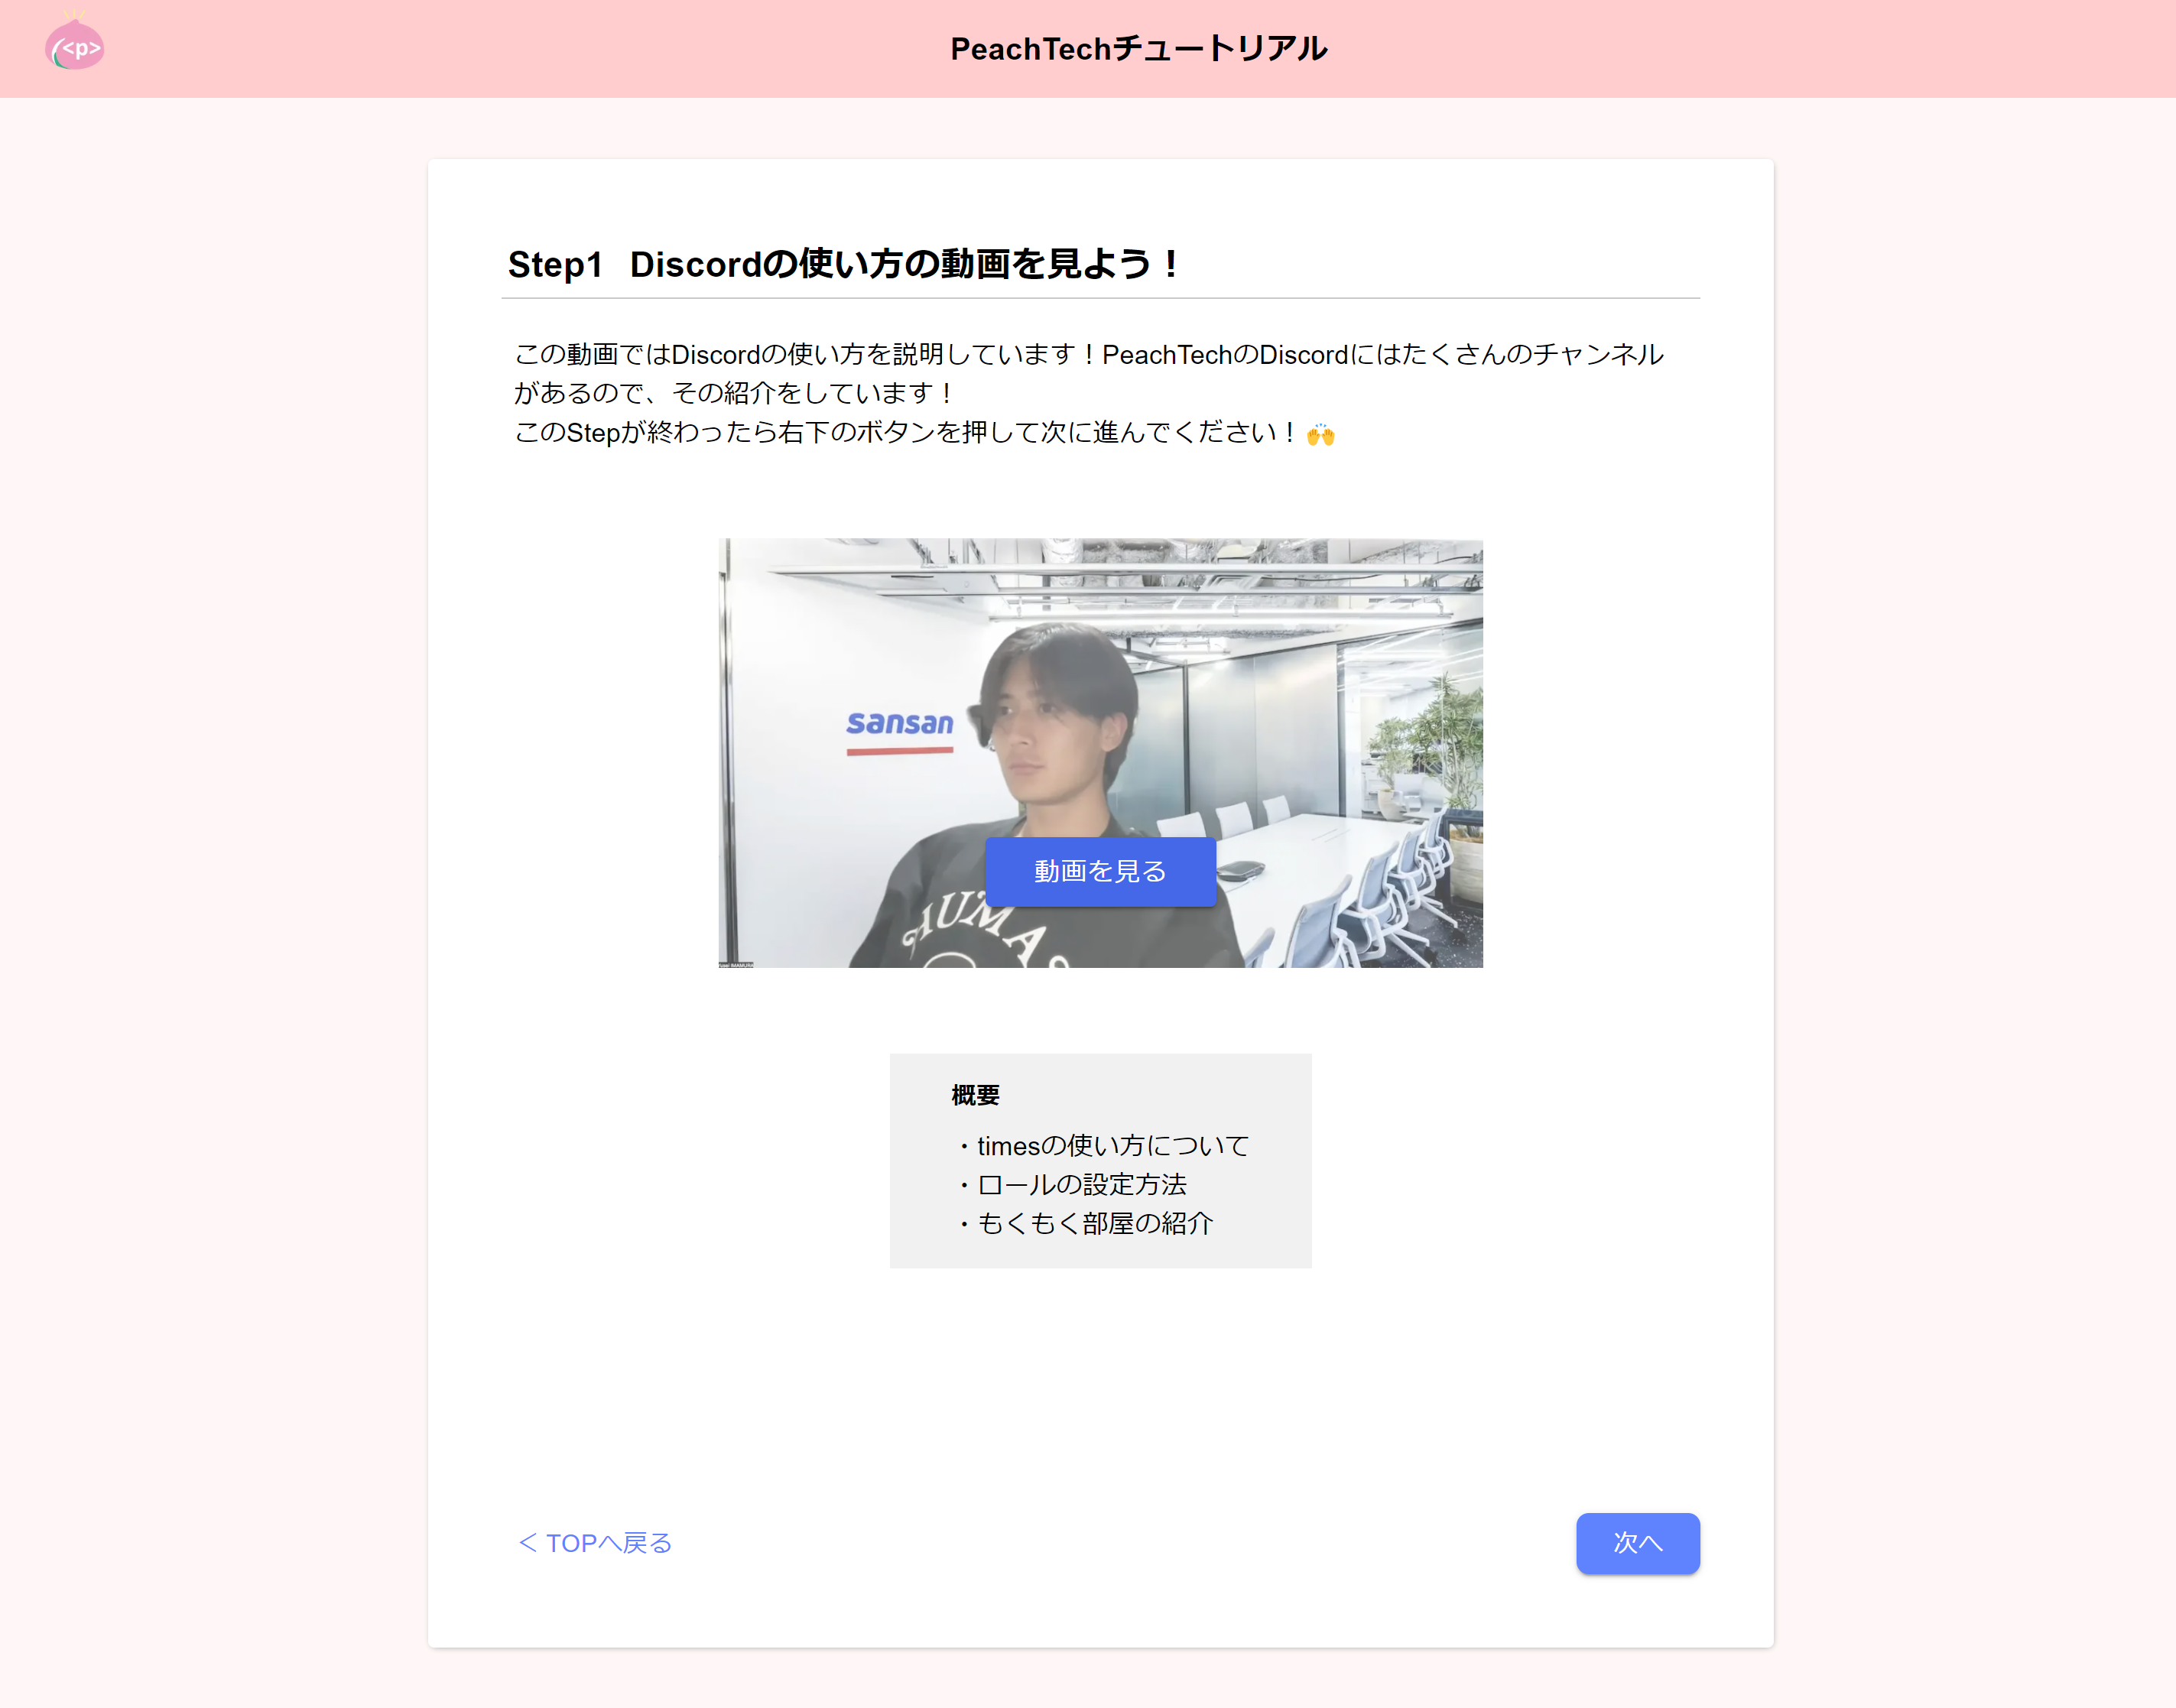 <p>
PeachTechチュートリアル
Step1 Discordの使い方の動画を見よう！
この動画ではDiscordの使い方を説明しています！PeachTechのDiscordにはたくさんのチャンネル
があるので、その紹介をしています！
このStepが終わったら右下のボタンを押して次に進んでください！🙌
sansan
動画を見る
概要
・timesの使い方について
・ロールの設定方法
・もくもく部屋の紹介
＜ TOPへ戻る
次へ